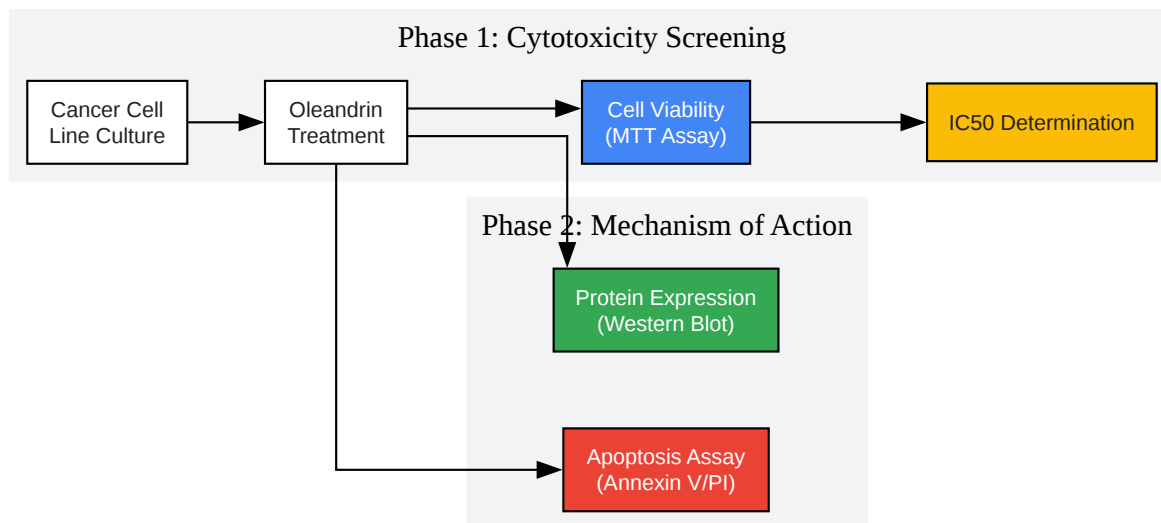 Phase 1: Cytotoxicity Screening
Cancer Cell
Line Culture
Oleandrin
Treatment
Cell Viability
(MTT Assay)
IC50 Determination
Phase 2: Mechanism of Action
Protein Expression
(Western Blot)
Apoptosis Assay
(Annexin V/PI)